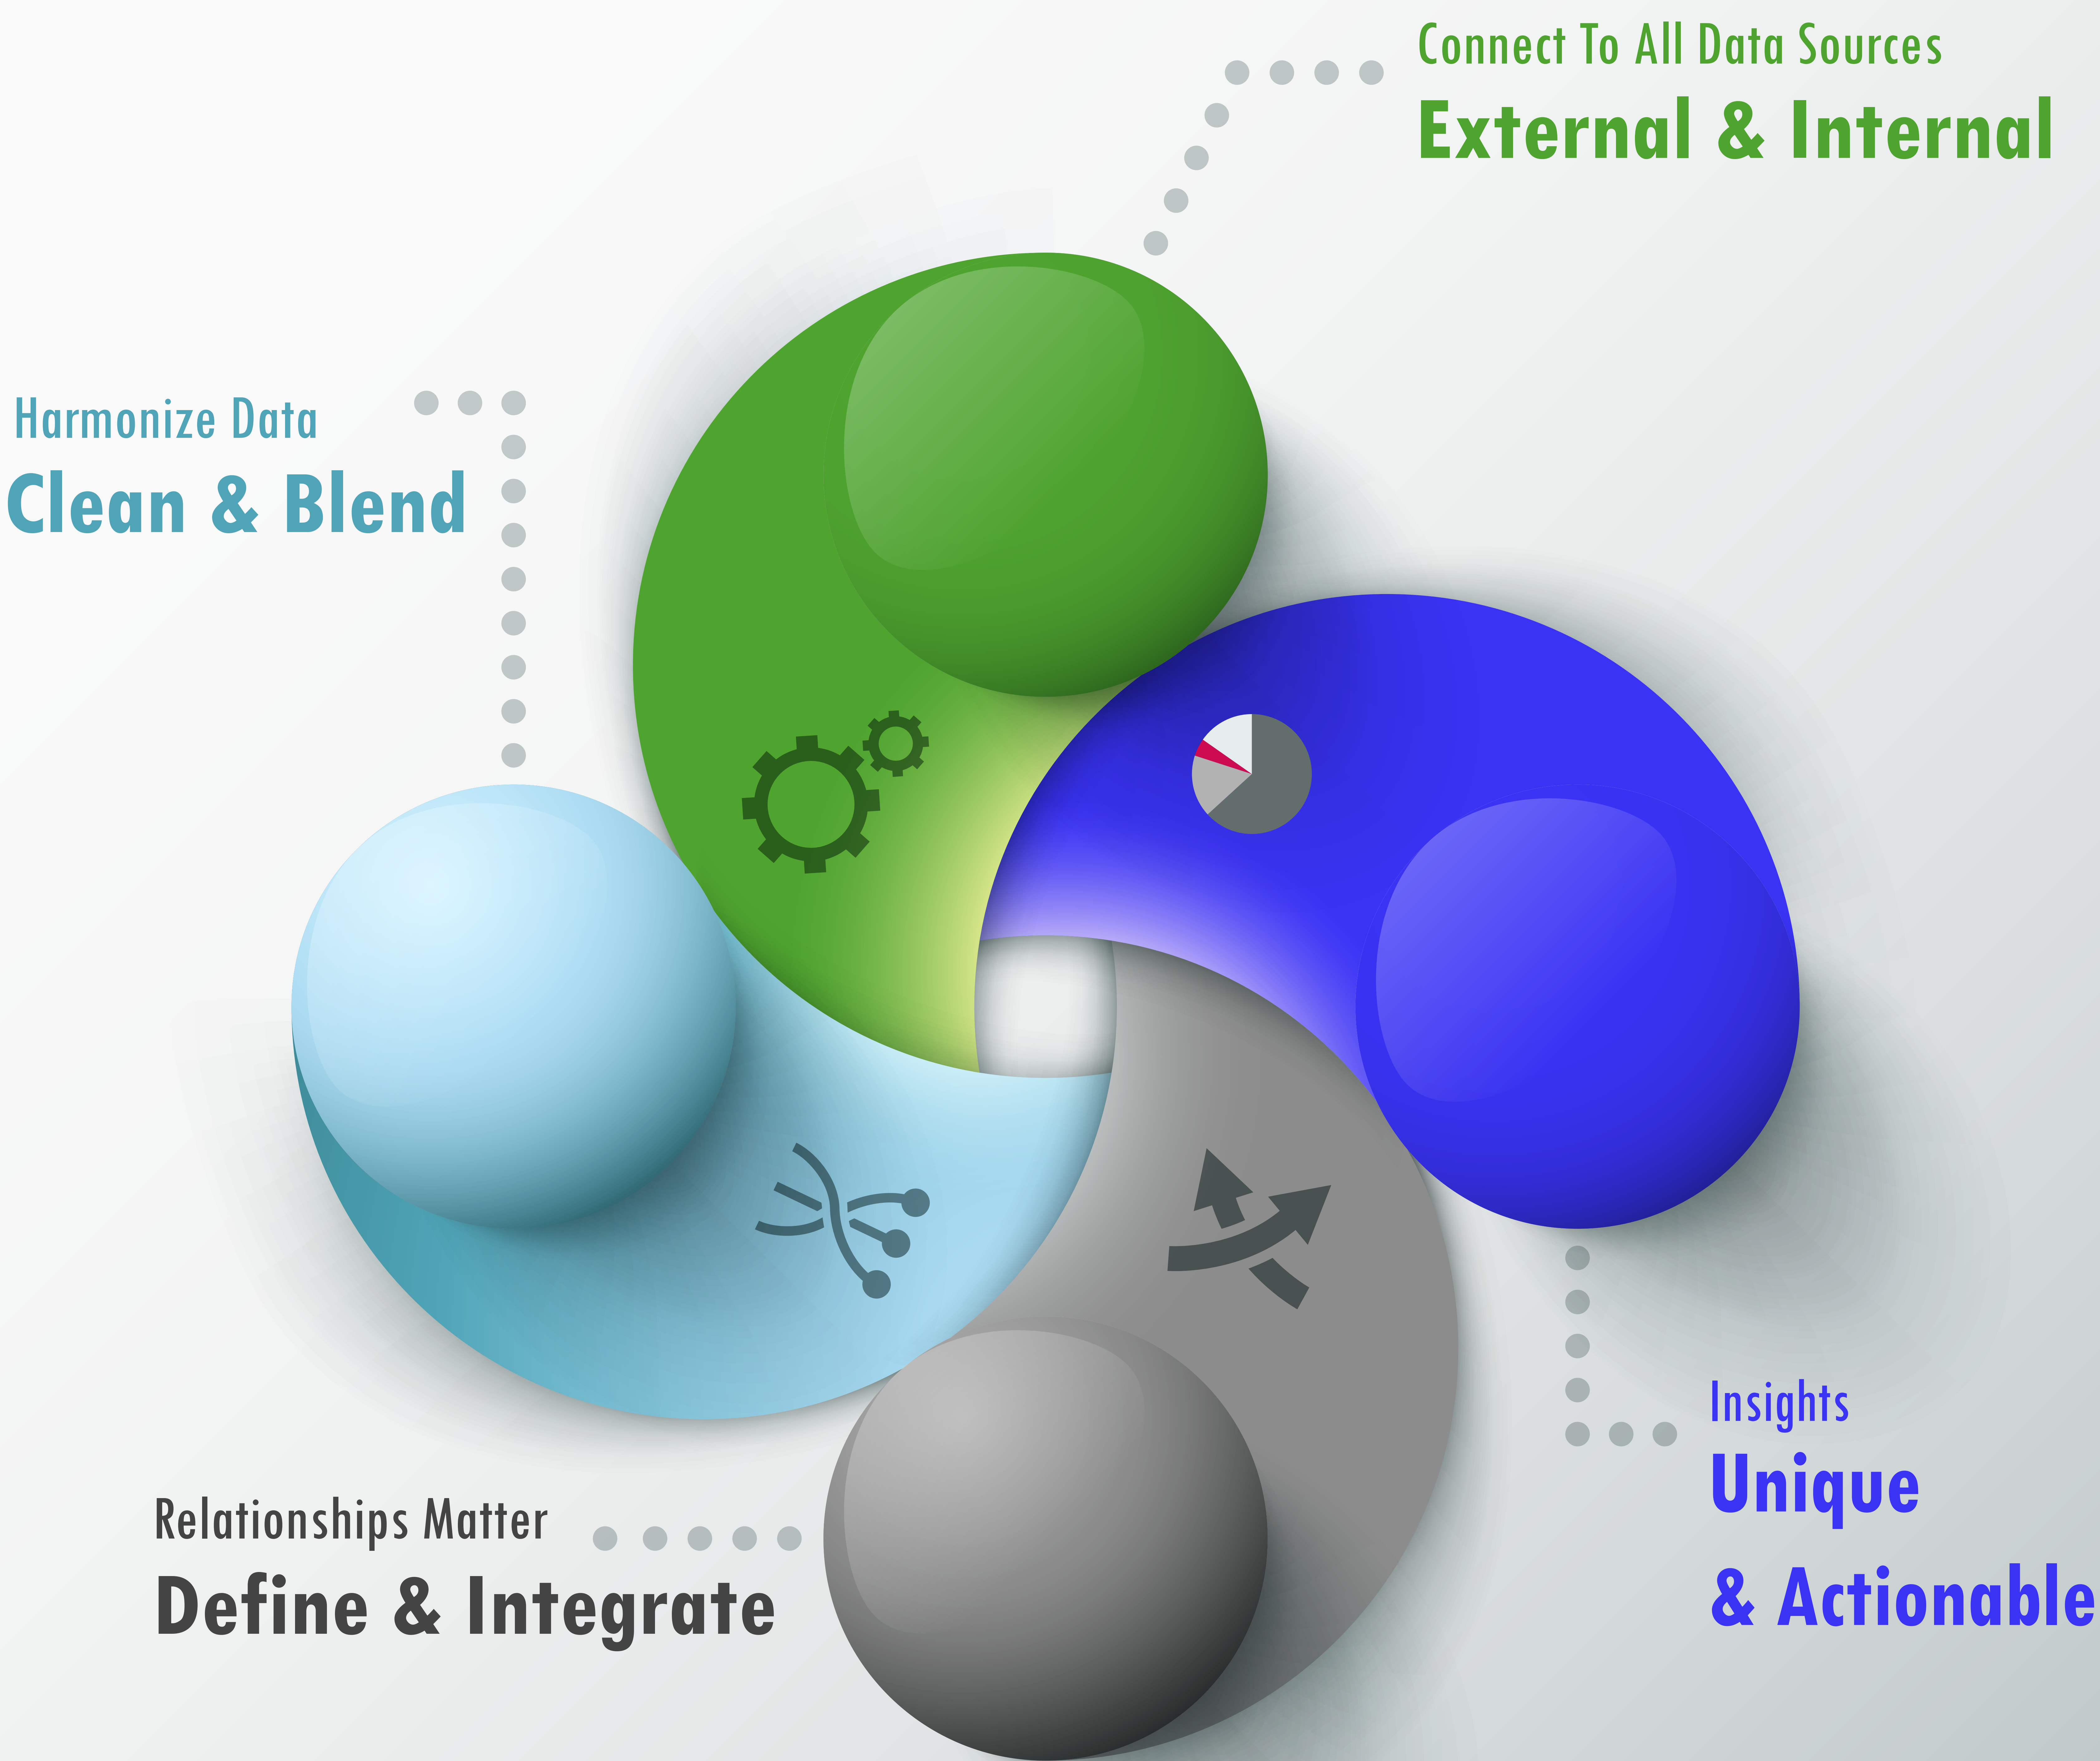 Connect To All Data Sources
External & Internal
Harmonize Data
Clean & Blend
Insights
Unique
& Actionable
Relationships Matter
Define & Integrate